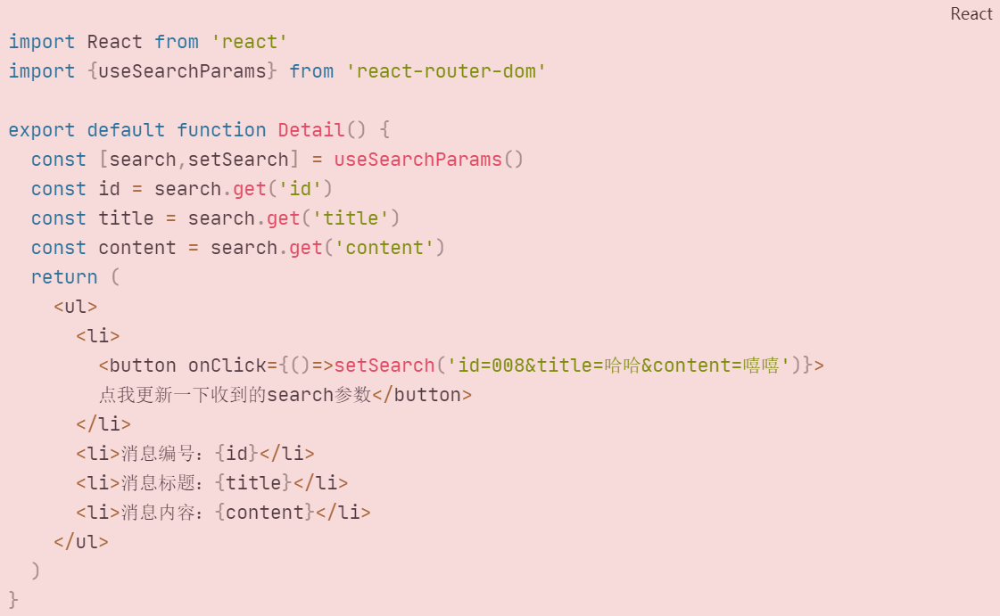 React
import React from 'react'
import {useSearchParams} from 'react-router-dom'

export default function Detail() {
  const [search,setSearch] = useSearchParams()
  const id = search.get('id')
  const title = search.get('title')
  const content = search.get('content')
  return (
    <ul>
      <li>
        <button onClick={()=>setSearch('id=008&title=哈哈&content=嘻嘻')}>
        点我更新一下收到的search参数</button>
      </li>
      <li>消息编号：{id}</li>
      <li>消息标题：{title}</li>
      <li>消息内容：{content}</li>
    </ul>
  )
}